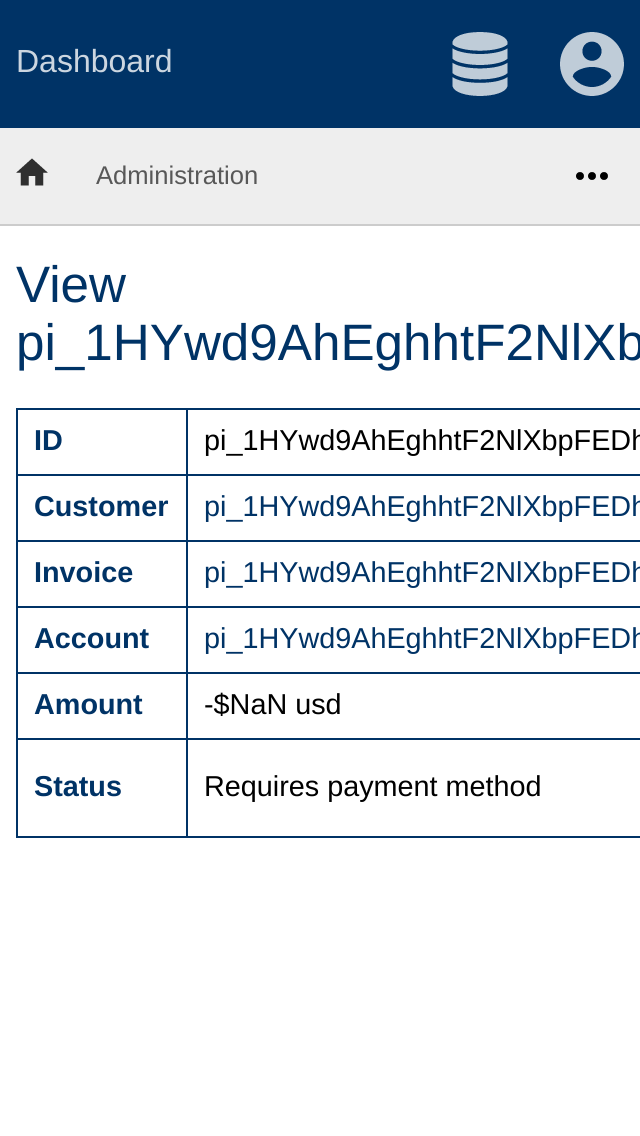 Dashboard
Administration
View
pi_1HYwd9AhEghhtF2NlXb
ID pi_1HYwd9AhEghhtF2NlXbpFEDh
Customer pi_1HYwd9AhEghhtF2NlXbpFEDh
Invoice pi_1HYwd9AhEghhtF2NlXbpFEDh
Account pi_1HYwd9AhEghhtF2NlXbpFEDh
Amount -$NaN usd
Status Requires payment method